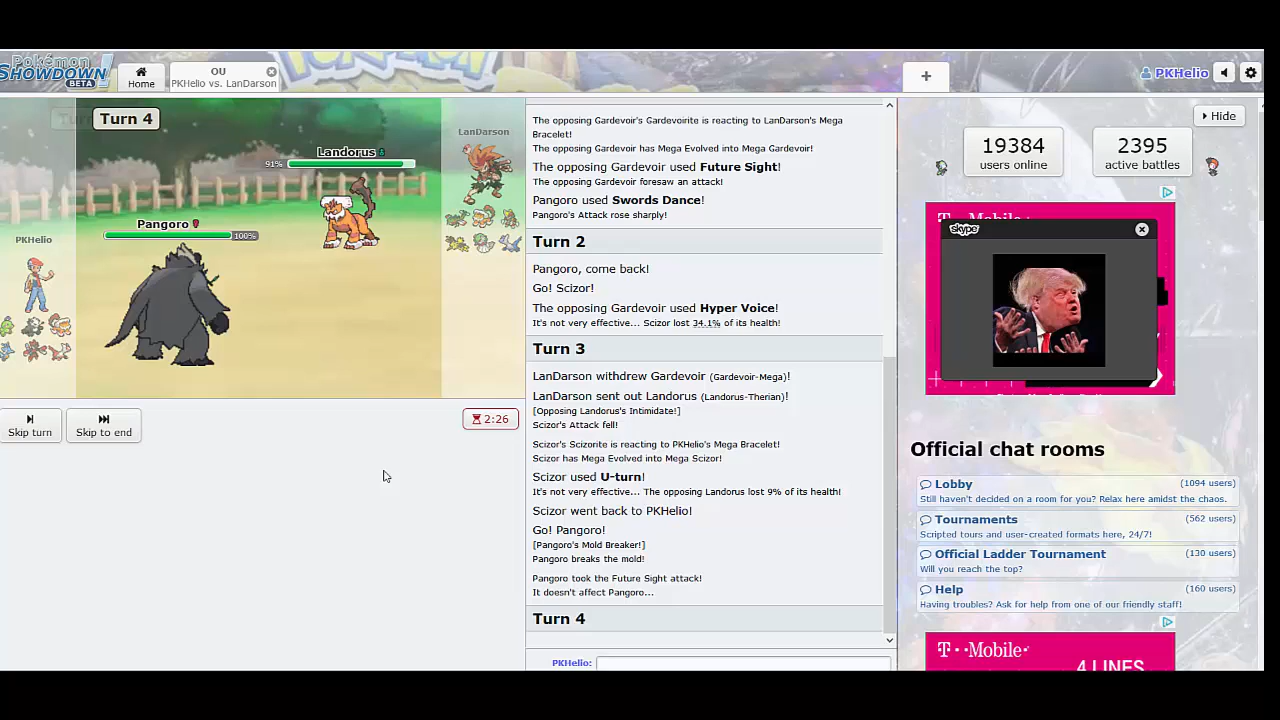 Pokémon
SHOWDOWN!
BETA
Home
OU
PKHelio vs. LanDarson
+
PKHelio
Turn 4
LanDarson
Landorus
91%
Pangoro
100%
PKHelio
Skip turn
Skip to end
2:26
The opposing Gardevoir's Gardevoirite is reacting to LanDarson's Mega
Bracelet!
The opposing Gardevoir has Mega Evolved into Mega Gardevoir!
The opposing Gardevoir used Future Sight!
The opposing Gardevoir foresaw an attack!
Pangoro used Swords Dance!
Pangoro's Attack rose sharply!
Turn 2
Pangoro, come back!
Go! Scizor!
The opposing Gardevoir used Hyper Voice!
It's not very effective... Scizor lost 34.1% of its health!
Turn 3
LanDarson withdrew Gardevoir (Gardevoir-Mega)!
LanDarson sent out Landorus (Landorus-Therian)!
[Opposing Landorus's Intimidate!]
Scizor's Attack fell!
Scizor's Scizorite is reacting to PKHelio's Mega Bracelet!
Scizor has Mega Evolved into Mega Scizor!
Scizor used U-turn!
It's not very effective... The opposing Landorus lost 9% of its health!
Scizor went back to PKHelio!
Go! Pangoro!
[Pangoro's Mold Breaker!]
Pangoro breaks the mold!
Pangoro took the Future Sight attack!
It doesn't affect Pangoro...
Turn 4
PKHelio:
Hide
19384
users online
2395
active battles
skype
Official chat rooms
Lobby (1094 users)
Still haven't decided on a room for you? Relax here amidst the chaos.
Tournaments (562 users)
Scripted tours and user-created formats here, 24/7!
Official Ladder Tournament (130 users)
Will you reach the top?
Help (160 users)
Having troubles? Ask for help from one of our friendly staff!
T··Mobile·
4 LINES